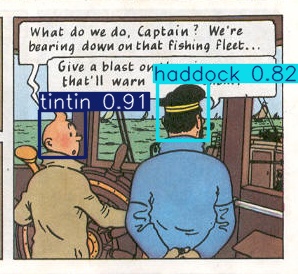 What do we do, Captain? We're
bearing down on that fishing fleet...
Give a blast on
that'll warn
haddock 0.82
tintin 0.91